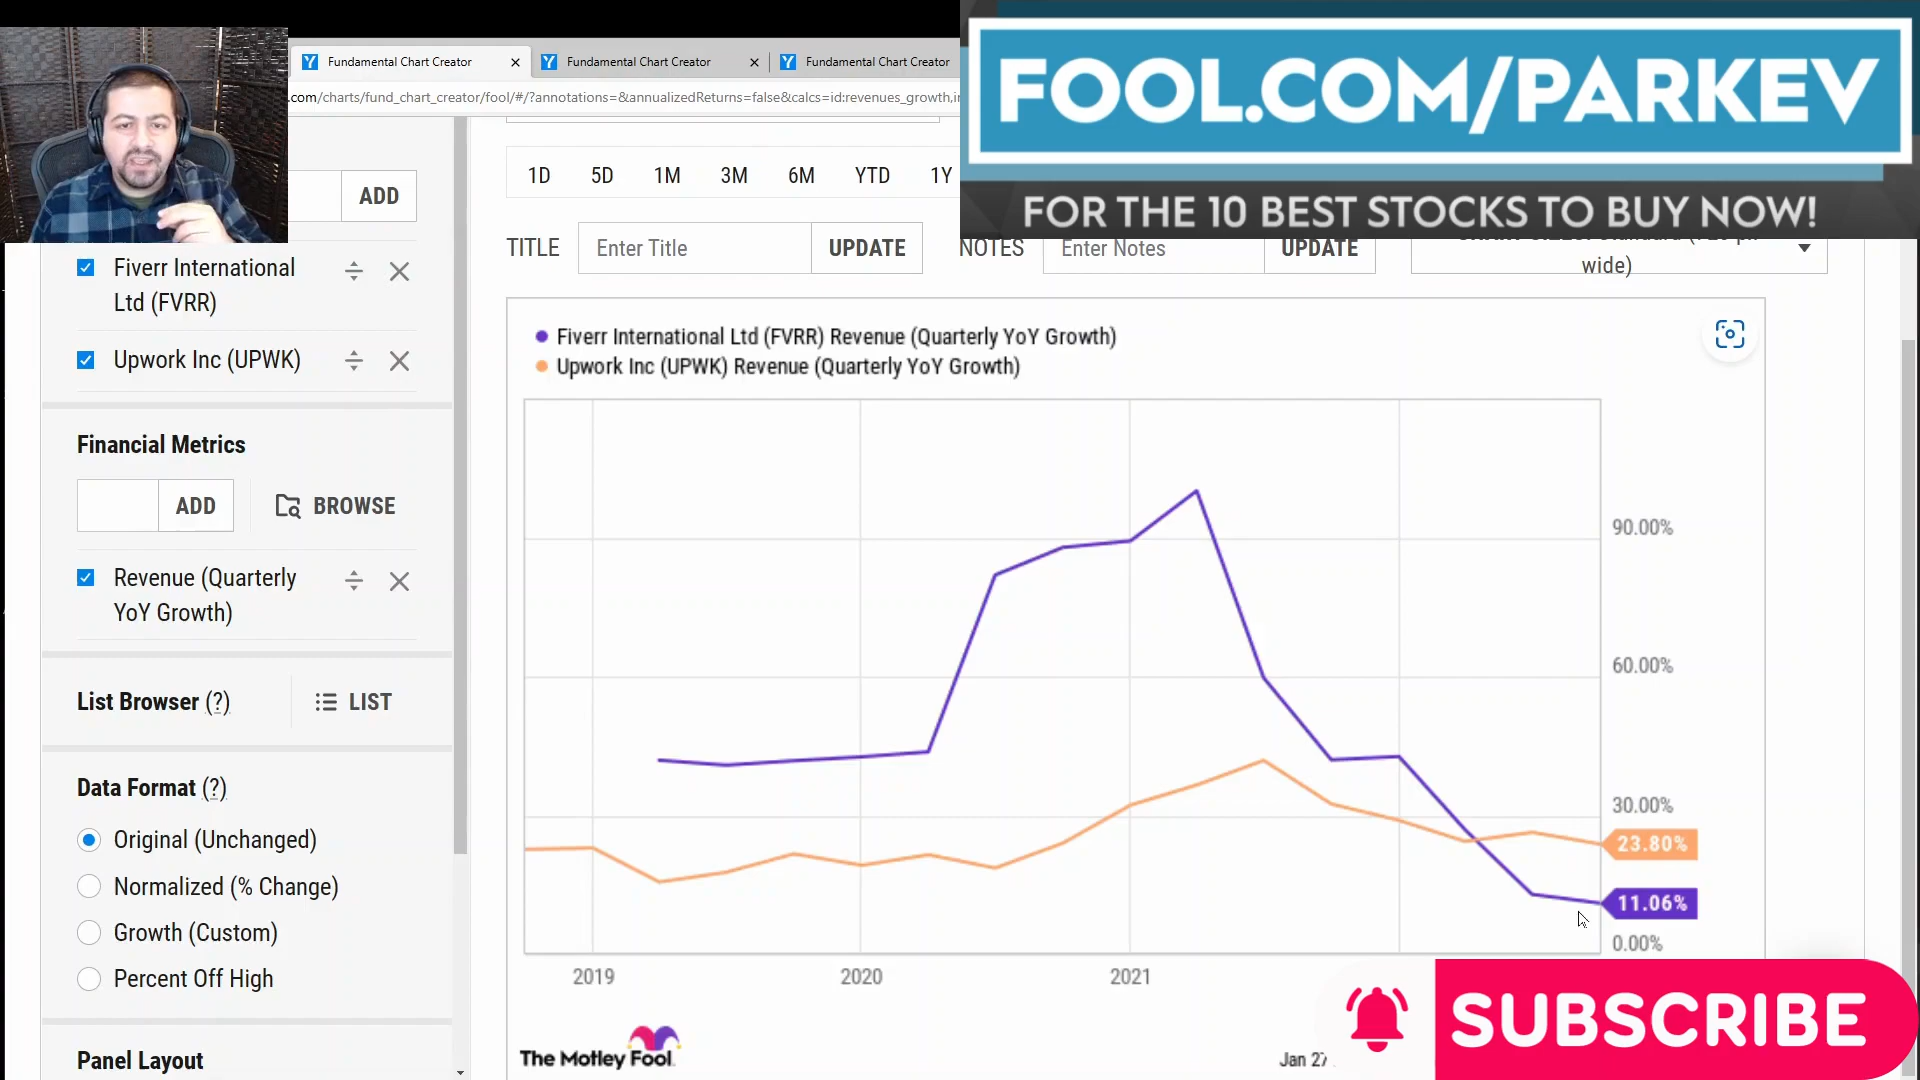 Fundamental Chart Creator
Fundamental Chart Creator
Fundamental Chart Creator
.com/charts/fund_chart_creator/fool/#/?annotations=&annualizedReturns=false&calcs=id:revenues_growth,in
FOOL.COM/PARKEV
FOR THE 10 BEST STOCKS TO BUY NOW!
ADD
1D 5D 1M 3M 6M YTD 1Y
TITLE Enter Title UPDATE NOTES Enter Notes UPDATE
wide)
Fiverr International
Ltd (FVRR)
Upwork Inc (UPWK)
Financial Metrics
ADD BROWSE
Revenue (Quarterly
YoY Growth)
List Browser (?) LIST
Data Format (?)
Original (Unchanged)
Normalized (% Change)
Growth (Custom)
Percent Off High
Panel Layout
Fiverr International Ltd (FVRR) Revenue (Quarterly YoY Growth)
Upwork Inc (UPWK) Revenue (Quarterly YoY Growth)
90.00%
60.00%
30.00%
23.80%
11.06%
0.00%
2019 2020 2021
The Motley Fool
Jan 27
SUBSCRIBE